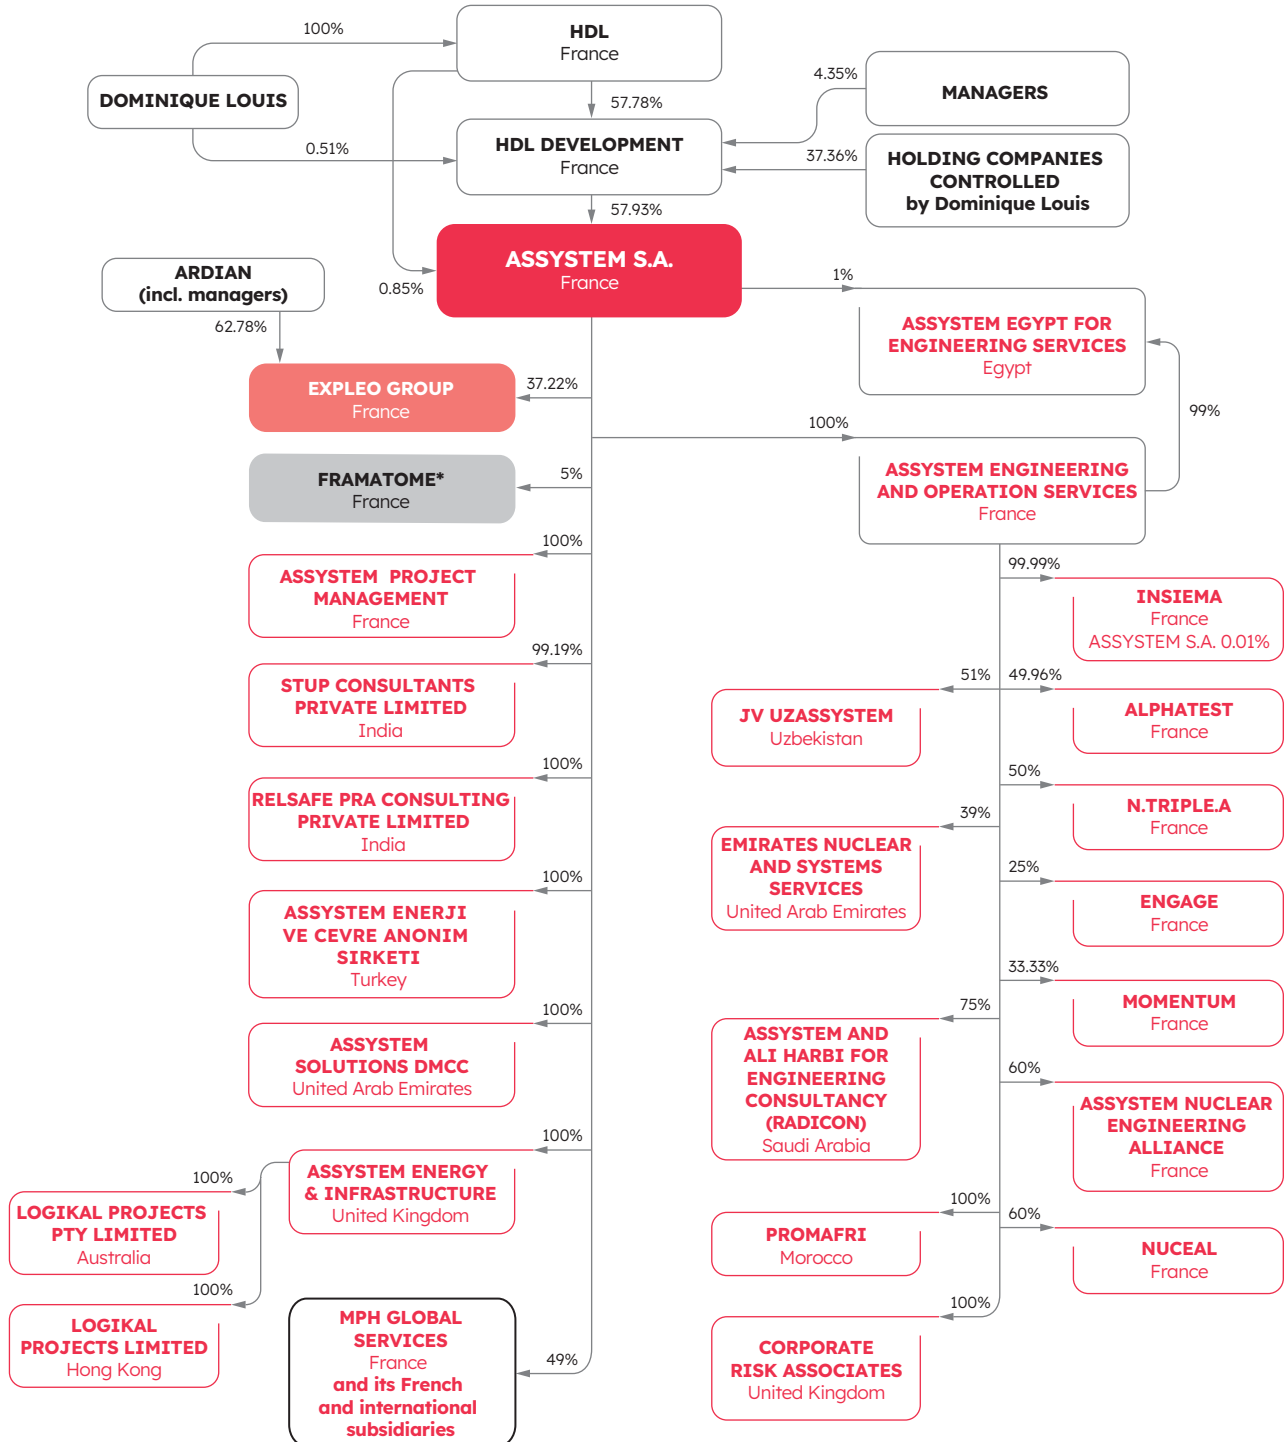 100%
HDL
France
DOMINIQUE LOUIS
57.78%
4.35%
MANAGERS
0.51%
HDL DEVELOPMENT
France
37.36%
HOLDING COMPANIES
CONTROLLED
by Dominique Louis
57.93%
ASSYSTEM S.A.
France
0.85%
ARDIAN
(incl. managers)
62.78%
1%
ASSYSTEM EGYPT FOR
ENGINEERING SERVICES
Egypt
99%
EXPLEO GROUP
France
37.22%
100%
ASSYSTEM ENGINEERING
AND OPERATION SERVICES
France
FRAMATOME*
France
5%
100%
ASSYSTEM PROJECT
MANAGEMENT
France
99.19%
STUP CONSULTANTS
PRIVATE LIMITED
India
100%
RELSAFE PRA CONSULTING
PRIVATE LIMITED
India
100%
ASSYSTEM ENERJI
VE CEVRE ANONIM
SIRKETI
Turkey
100%
ASSYSTEM
SOLUTIONS DMCC
United Arab Emirates
100%
ASSYSTEM ENERGY
& INFRASTRUCTURE
United Kingdom
100%
LOGIKAL PROJECTS
PTY LIMITED
Australia
100%
LOGIKAL
PROJECTS LIMITED
Hong Kong
MPH GLOBAL
SERVICES
France
and its French
and international
subsidiaries
49%
99.99%
INSIEMA
France
ASSYSTEM S.A. 0.01%
51%
JV UZASSYSTEM
Uzbekistan
49.96%
ALPHATEST
France
50%
N.TRIPLE.A
France
39%
EMIRATES NUCLEAR
AND SYSTEMS
SERVICES
United Arab Emirates
25%
ENGAGE
France
33.33%
MOMENTUM
France
75%
ASSYSTEM AND
ALI HARBI FOR
ENGINEERING
CONSULTANCY
(RADICON)
Saudi Arabia
60%
ASSYSTEM NUCLEAR
ENGINEERING
ALLIANCE
France
100%
PROMAFRI
Morocco
60%
NUCEAL
France
100%
CORPORATE
RISK ASSOCIATES
United Kingdom